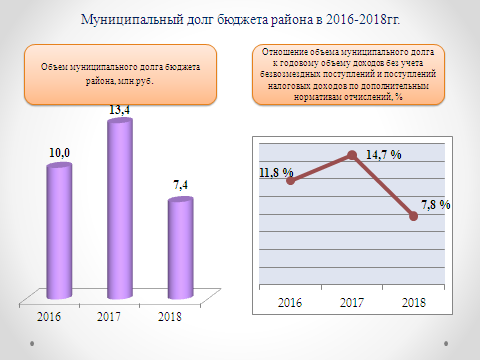 Муниципальный долг бюджета района в 2016-2018гг.
Объем муниципального долга бюджета
района, млн.руб.
Отношение объема муниципального долга
к годовому объему доходов без учета
безвозмездных поступлений и поступлений
налоговых доходов по дополнительным
нормативам отчислений, %
13,4
10,0
7,4
2016 2017 2018
14,7 %
11,8 %
7,8 %
2016 2017 2018